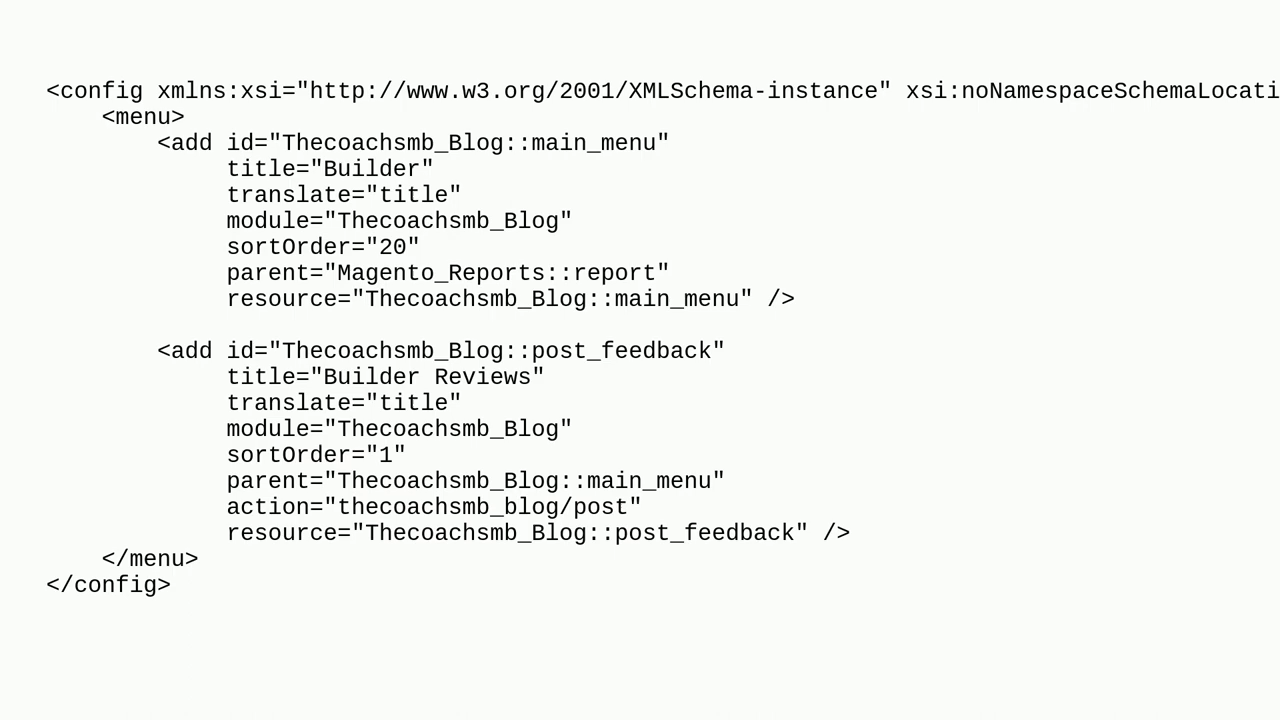 <config xmlns:xsi="http://www.w3.org/2001/XMLSchema-instance" xsi:noNamespaceSchemaLocati
    <menu>
        <add id="Thecoachsmb_Blog::main_menu"
             title="Builder"
             translate="title"
             module="Thecoachsmb_Blog"
             sortOrder="20"
             parent="Magento_Reports::report"
             resource="Thecoachsmb_Blog::main_menu" />

        <add id="Thecoachsmb_Blog::post_feedback"
             title="Builder Reviews"
             translate="title"
             module="Thecoachsmb_Blog"
             sortOrder="1"
             parent="Thecoachsmb_Blog::main_menu"
             action="thecoachsmb_blog/post"
             resource="Thecoachsmb_Blog::post_feedback" />
    </menu>
</config>